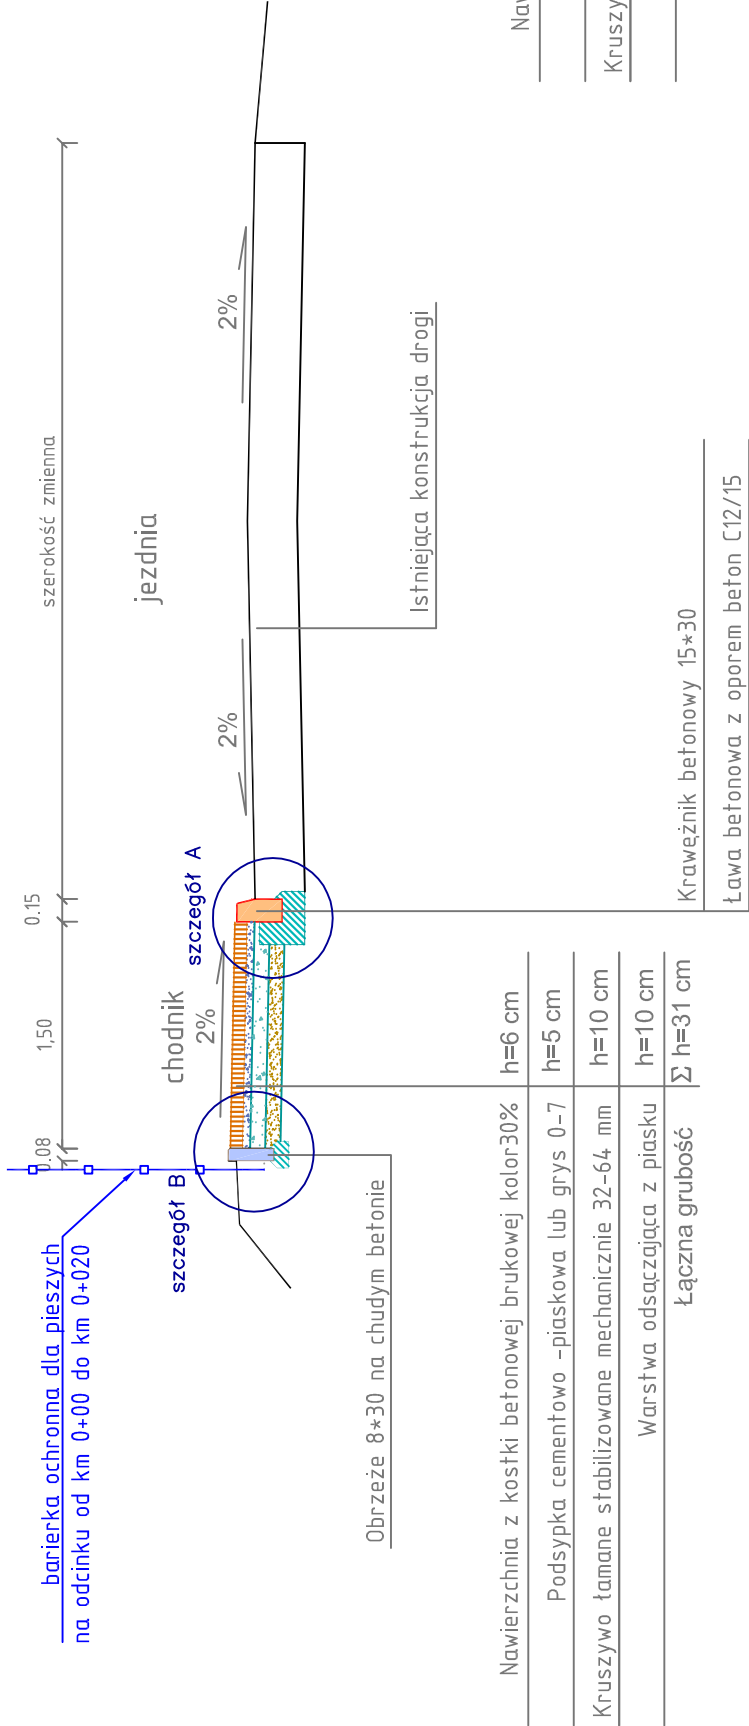 barierka ochronna dla pieszych
na odcinku od km 0+00 do km 0+020
0.08
1,50
0.15
szerokość zmienna
szczegół B
chodnik
2%
szczegół A
jezdnia
2%
2%
Obrzeże 8*30 na chudym betonie
Istniejąca konstrukcja drogi
Nawierzchnia z kostki betonowej brukowej kolor30% h=6 cm
Podsypka cementowo -piaskowa lub grys 0-7 h=5 cm
Kruszywo łamane stabilizowane mechanicznie 32-64 mm h=10 cm
Warstwa odsączająca z piasku h=10 cm
Łączna grubość Σ h=31 cm
Krawężnik betonowy 15*30
Ława betonowa z oporem beton C12/15
Naw
Kruszy